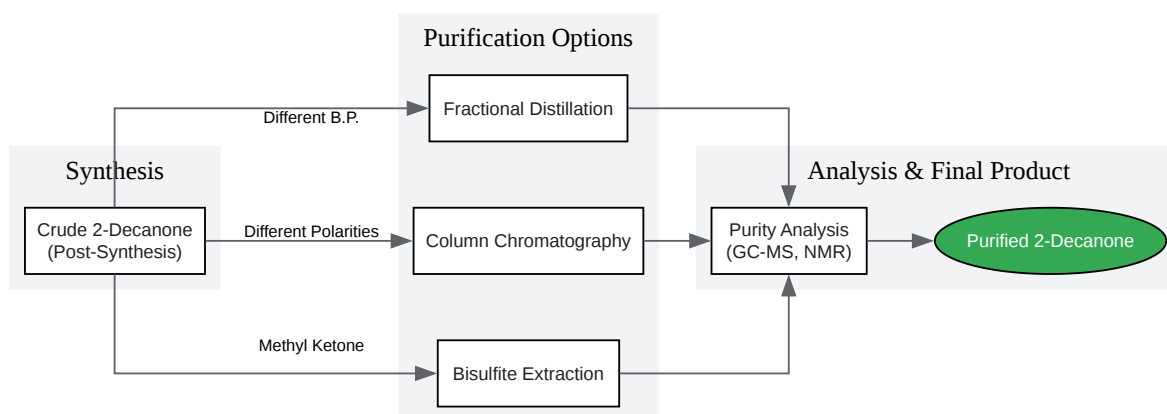 Purification Options
Fractional Distillation
Different B.P.
Synthesis
Analysis & Final Product
Crude 2-Decanone
(Post-Synthesis)
Different Polarities
Column Chromatography
Purity Analysis
(GC-MS, NMR)
Purified 2-Decanone
Methyl Ketone
Bisulfite Extraction